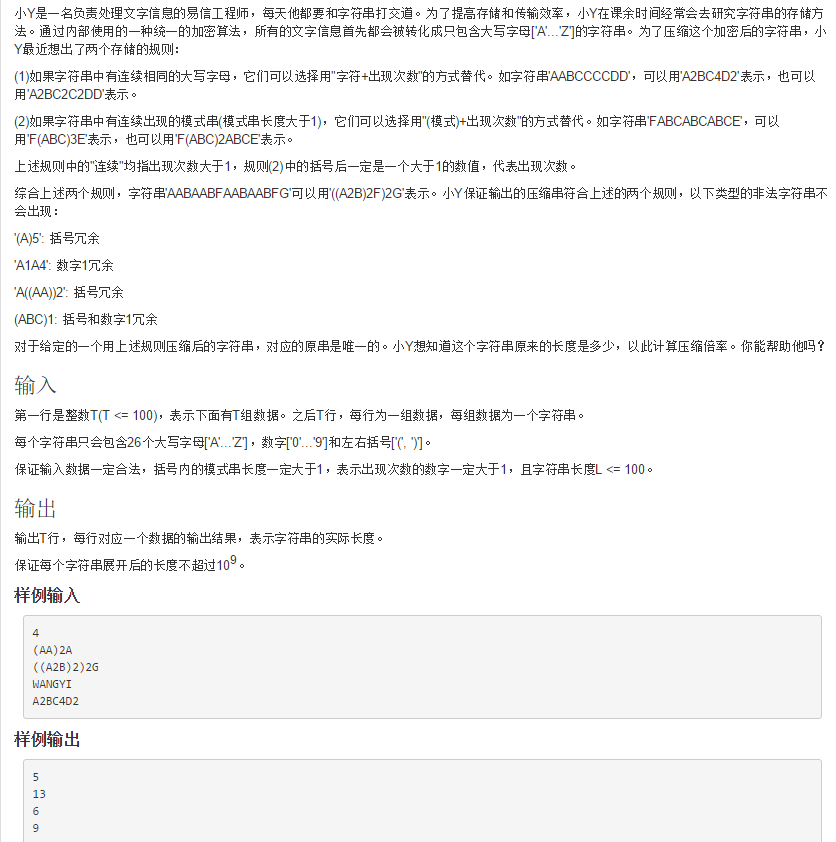 小Y是一名负责处理文字信息的易信工程师，每天他都要和字符串打交道。为了提高存储和传输效率，小Y在课余时间经常会去研究字符串的存储方
法。通过内部使用的一种统一的加密算法，所有的文字信息首先都会被转化成只包含大写字母['A'…'Z']的字符串。为了压缩这个加密后的字符串，小
Y最近想出了两个存储的规则：
(1)如果字符串中有连续相同的大写字母，它们可以选择用"字符+出现次数"的方式替代。如字符串'AABCCCCDD'，可以用'A2BC4D2'表示，也可以
用'A2BC2C2DD'表示。
(2)如果字符串中有连续出现的模式串(模式串长度大于1)，它们可以选择用"(模式)+出现次数"的方式替代。如字符串'FABCABCABCE'，可以
用'F(ABC)3E'表示，也可以用'F(ABC)2ABCE'表示。
上述规则中的"连续"均指出现次数大于1，规则(2)中的括号后一定是一个大于1的数值，代表出现次数。
综合上述两个规则，字符串'AABAABFAABAABFG'可以用'((A2B)2F)2G'表示。小Y保证输出的压缩串符合上述的两个规则，以下类型的非法字符串不
会出现：
'(A)5': 括号冗余
'A1A4': 数字1冗余
'A((AA))2': 括号冗余
(ABC)1: 括号和数字1冗余
对于给定的一个用上述规则压缩后的字符串，对应的原串是唯一的。小Y想知道这个字符串原来的长度是多少，以此计算压缩倍率。你能帮助他吗？
输入
第一行是整数T(T <= 100)，表示下面有T组数据。之后T行，每行为一组数据，每组数据为一个字符串。
每个字符串只会包含26个大写字母['A'…'Z']，数字['0'…'9']和左右括号['(', ')']。
保证输入数据一定合法，括号内的模式串长度一定大于1，表示出现次数的数字一定大于1，且字符串长度L <= 100。
输出
输出T行，每行对应一个数据的输出结果，表示字符串的实际长度。
保证每个字符串展开后的长度不超过10^9。
样例输入
4
(AA)2A
((A2B)2)2G
WANGYI
A2BC4D2
样例输出
5
13
6
9